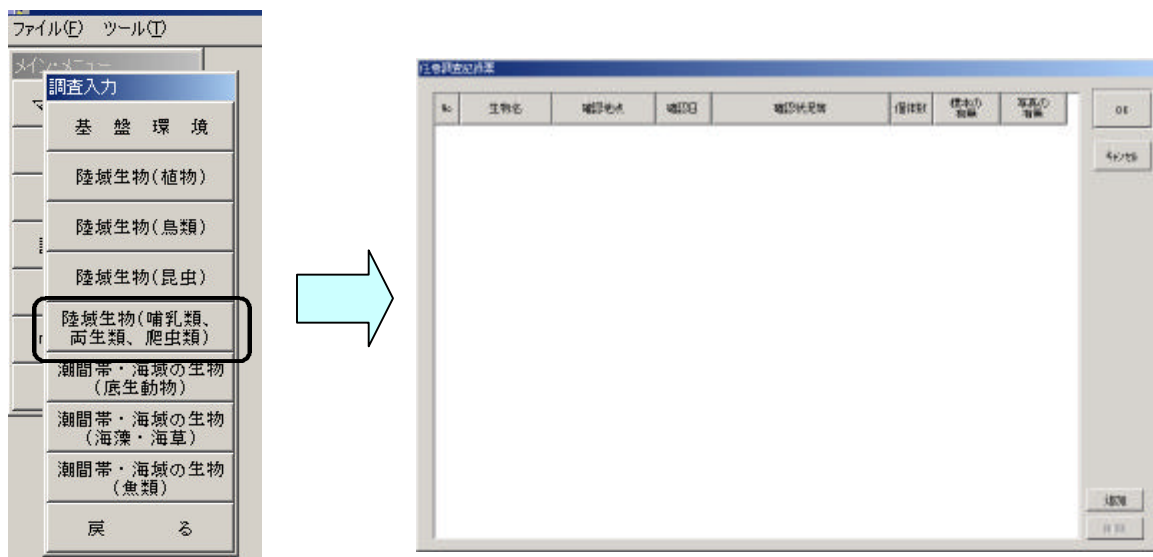 ファイル(F) ツール(T)
メイン・メニュー
調査入力
基 盤 環 境
陸域生物(植物)
陸域生物(鳥類)
陸域生物(昆虫)
陸域生物(哺乳類、
両生類、爬虫類)
潮間帯・海域の生物
(底生動物)
潮間帯・海域の生物
(海藻・海草)
潮間帯・海域の生物
(魚類)
戻 る
任意調査記録票
No
生物名
確認地点
確認日
確認状況等
個体数
標本の
有無
写真の
有無
OK
キャンセル
追加
削 除